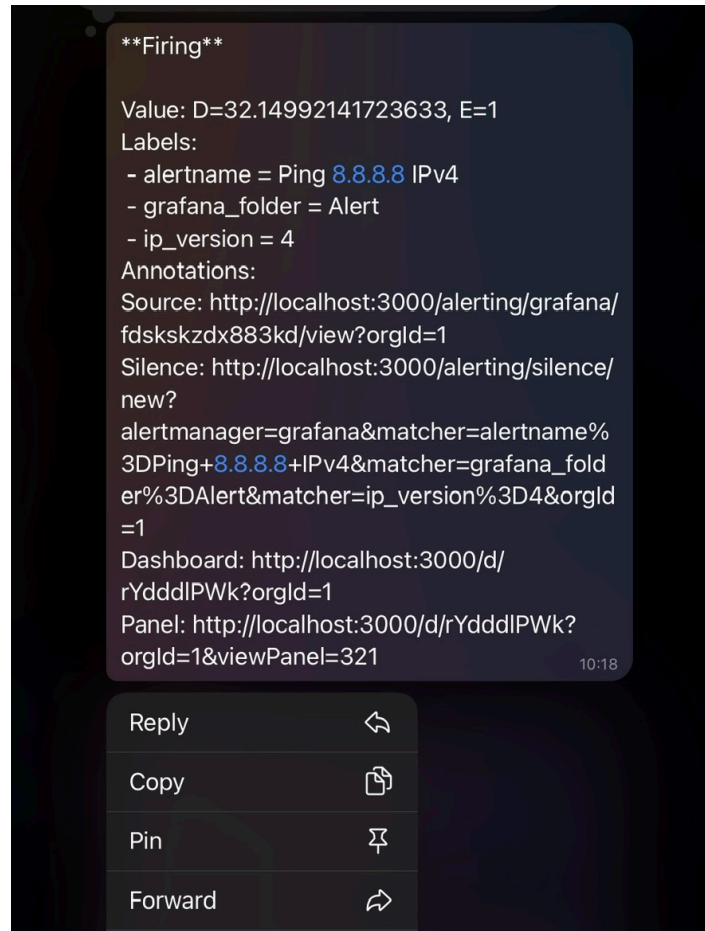 **Firing**
Value: D=32.14992141723633, E=1
Labels:
- alertname = Ping 8.8.8.8 IPv4
- grafana_folder = Alert
- ip_version = 4
Annotations:
Source: http://localhost:3000/alerting/grafana/
fdskskzdx883kd/view?orgId=1
Silence: http://localhost:3000/alerting/silence/
new?
alertmanager=grafana&matcher=alertname%
3DPing+8.8.8.8+IPv4&matcher=grafana_fold
er%3DAlert&matcher=ip_version%3D4&orgId
=1
Dashboard: http://localhost:3000/d/
rYdddlPWk?orgId=1
Panel: http://localhost:3000/d/rYdddlPWk?
orgId=1&viewPanel=321
10:18
Reply
Copy
Pin
Forward